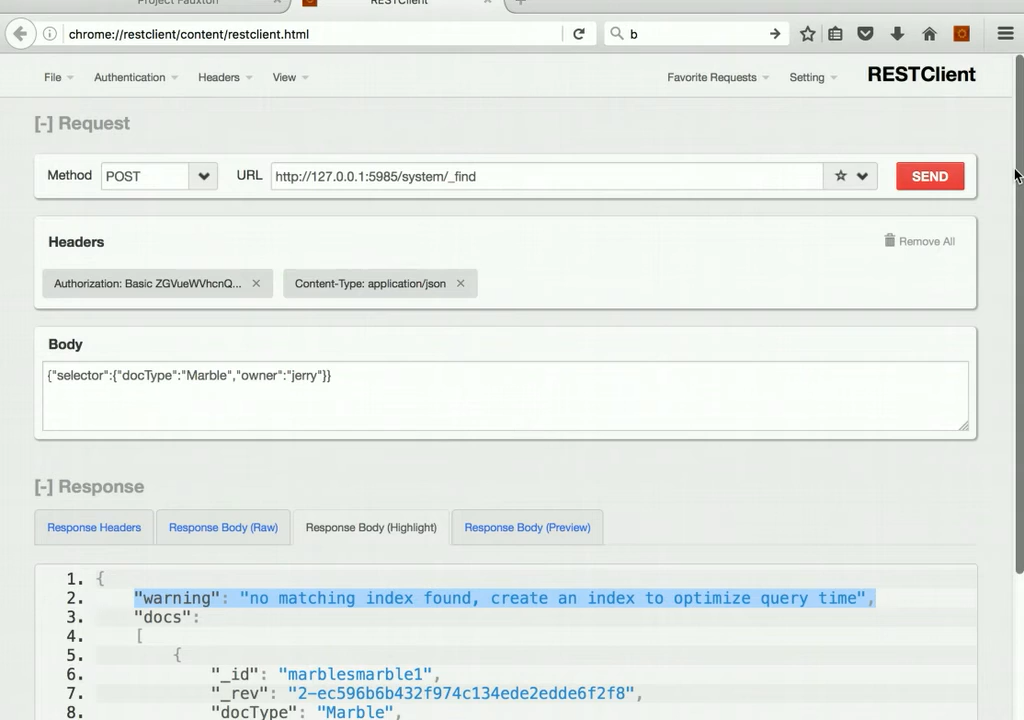 Project Fauxton
RESTClient
chrome://restclient/content/restclient.html
b
File
Authentication
Headers
View
Favorite Requests
Setting
RESTClient
[-] Request
Method
POST
URL
http://127.0.0.1:5985/system/_find
SEND
Headers
Remove All
Authorization: Basic ZGVueWVhcnQ...
Content-Type: application/json
Body
{"selector":{"docType":"Marble","owner":"jerry"}}
[-] Response
Response Headers
Response Body (Raw)
Response Body (Highlight)
Response Body (Preview)
1. {
2. "warning": "no matching index found, create an index to optimize query time",
3. "docs":
4. [
5. {
6. "_id": "marblesmarble1",
7. "_rev": "2-ec596b6b432f974c134ede2edde6f2f8",
8. "docType": "Marble",